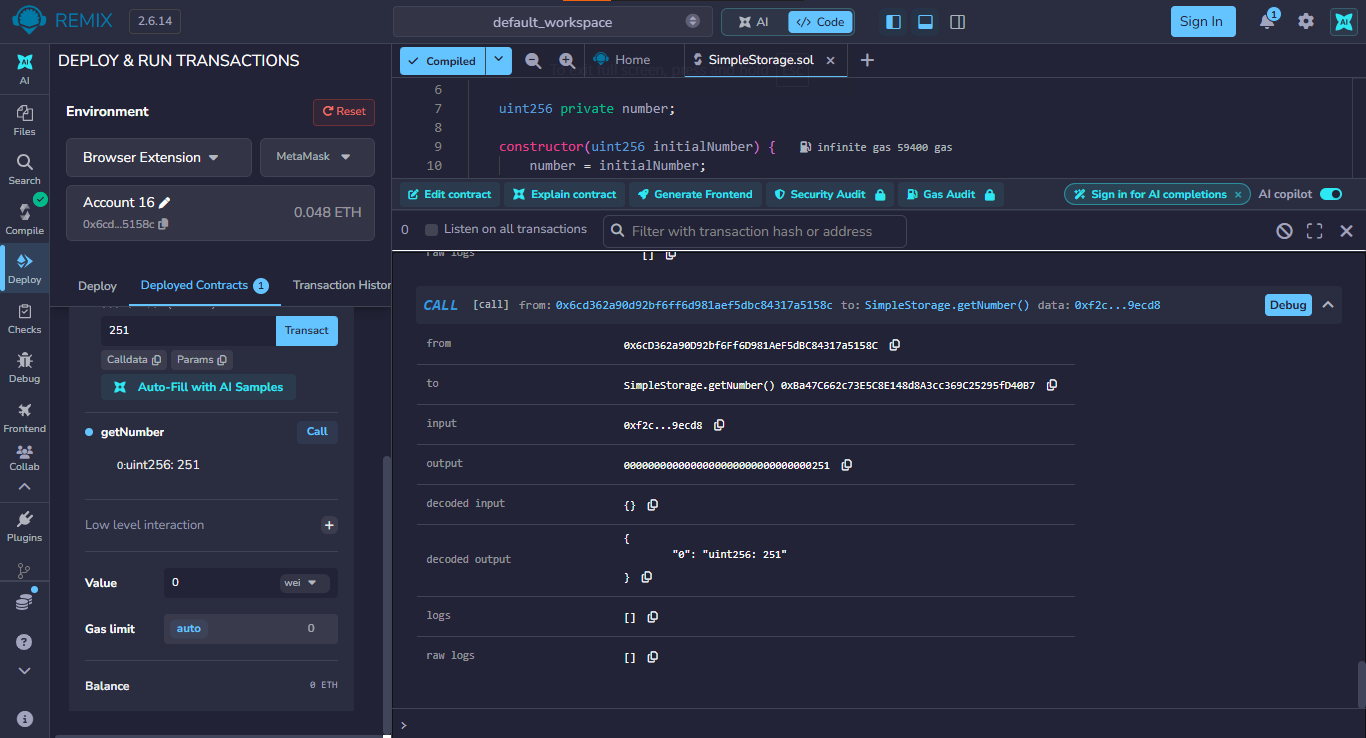 REMIX 2.6.14 default_workspace AI </> Code Sign In 1 AI
AI
Files
Search
Compile
Deploy
Checks
Debug
Frontend
Collab
Plugins
DEPLOY & RUN TRANSACTIONS
Environment Reset
Browser Extension MetaMask
Account 16 0.048 ETH
0x6cd...5158c
Deploy Deployed Contracts 1 Transaction Histor
251 Transact
Calldata Params
Auto-Fill with AI Samples
getNumber Call
0:uint256: 251
Low level interaction +
Value 0 wei
Gas limit auto 0
Balance 0 ETH
Compiled Home SimpleStorage.sol × +
6
7 uint256 private number;
8
9 constructor(uint256 initialNumber) { infinite gas 59400 gas
10 number = initialNumber;
Edit contract Explain contract Generate Frontend Security Audit Gas Audit Sign in for AI completions × AI copilot
0 Listen on all transactions Filter with transaction hash or address
raw logs []
CALL [call] from: 0x6cd362a90d92bf6ff6d981aef5dbc84317a5158c to: SimpleStorage.getNumber() data: 0xf2c...9ecd8 Debug
from 0x6cD362a90D92bf6Ff6D981AeF5dBC84317a5158C
to SimpleStorage.getNumber() 0xBa47C662c73E5C8E148d8A3cc369C25295fD40B7
input 0xf2c...9ecd8
output 0000000000000000000000000000000251
decoded input {}
decoded output {
"0": "uint256: 251"
}
logs []
raw logs []
>